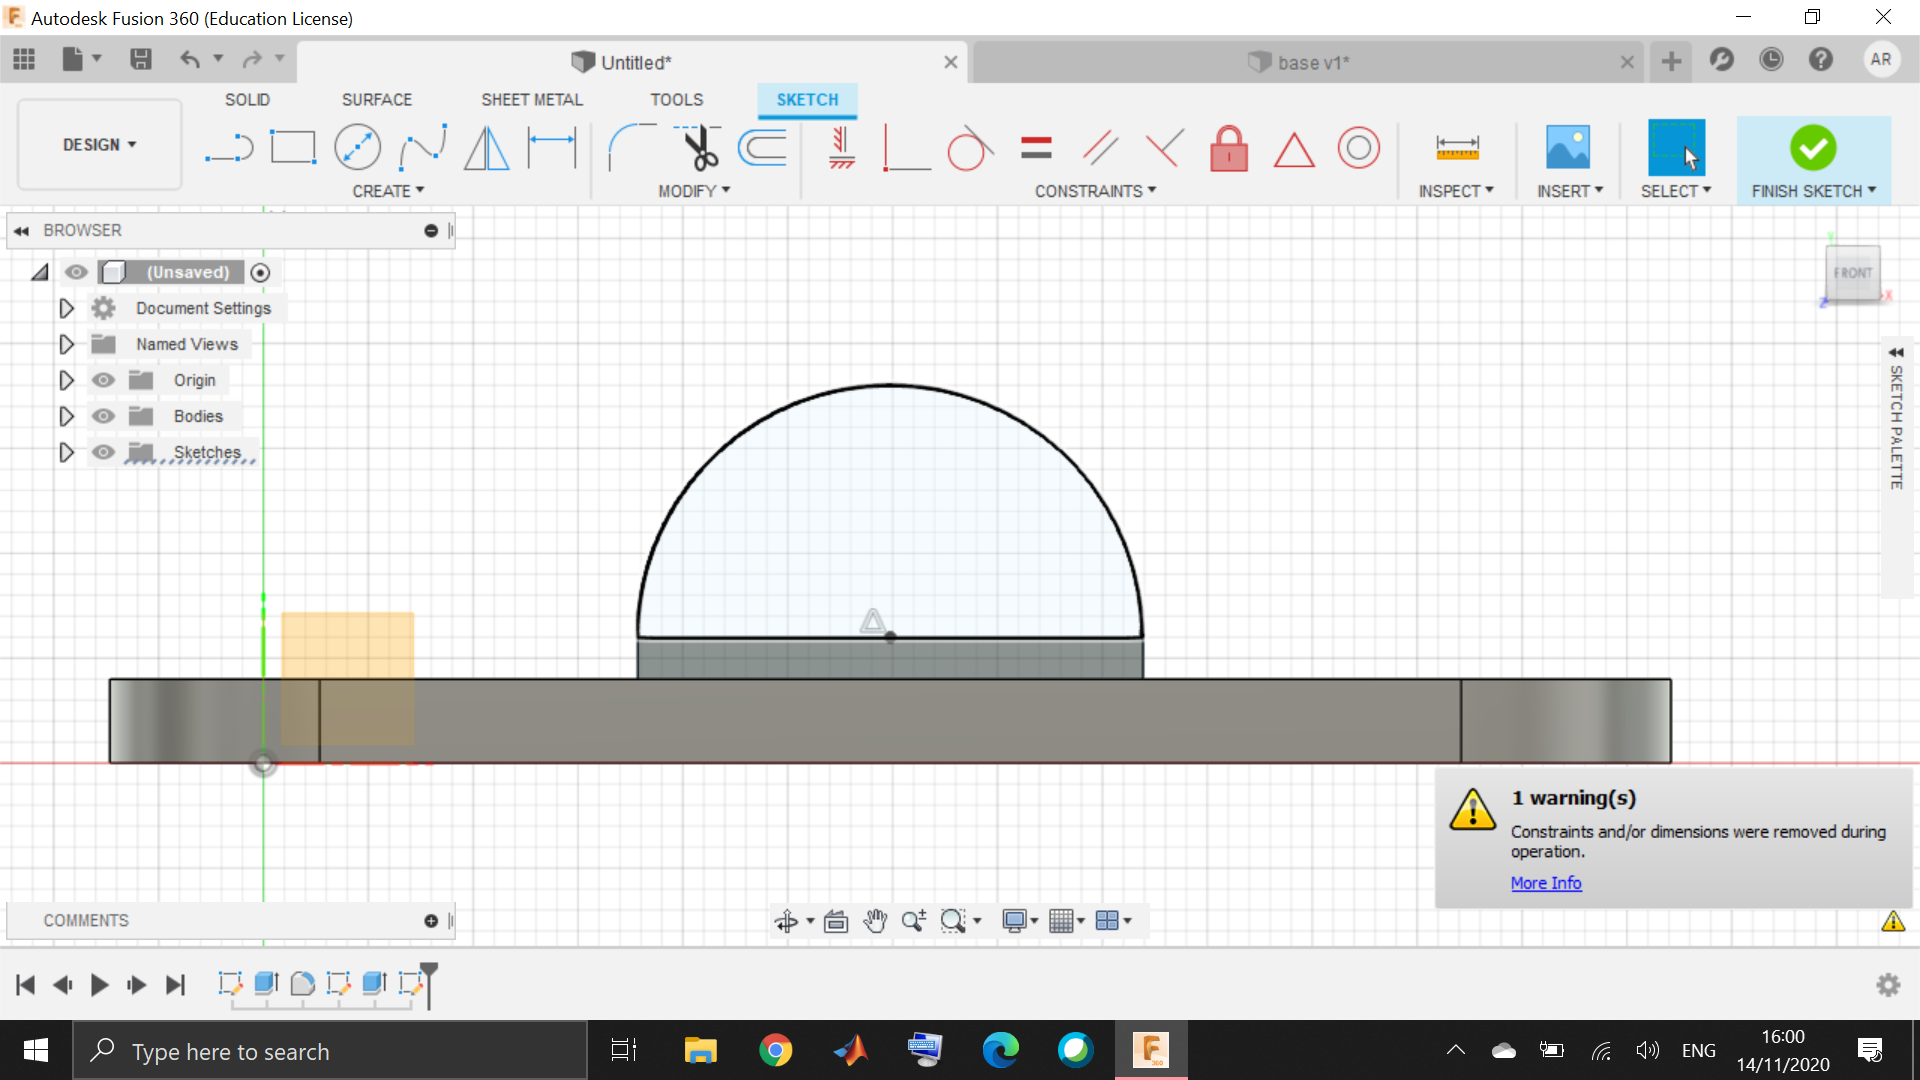 Autodesk Fusion 360 (Education License)
Untitled*
base v1*
AR
SOLID
SURFACE
SHEET METAL
TOOLS
SKETCH
DESIGN
CREATE
MODIFY
CONSTRAINTS
INSPECT
INSERT
SELECT
FINISH SKETCH
BROWSER
(Unsaved)
Document Settings
Named Views
Origin
Bodies
Sketches
Y
FRONT
Z
X
SKETCH PALETTE
1 warning(s)
Constraints and/or dimensions were removed during
operation.
More Info
COMMENTS
Type here to search
F
360
ENG
16:00
14/11/2020